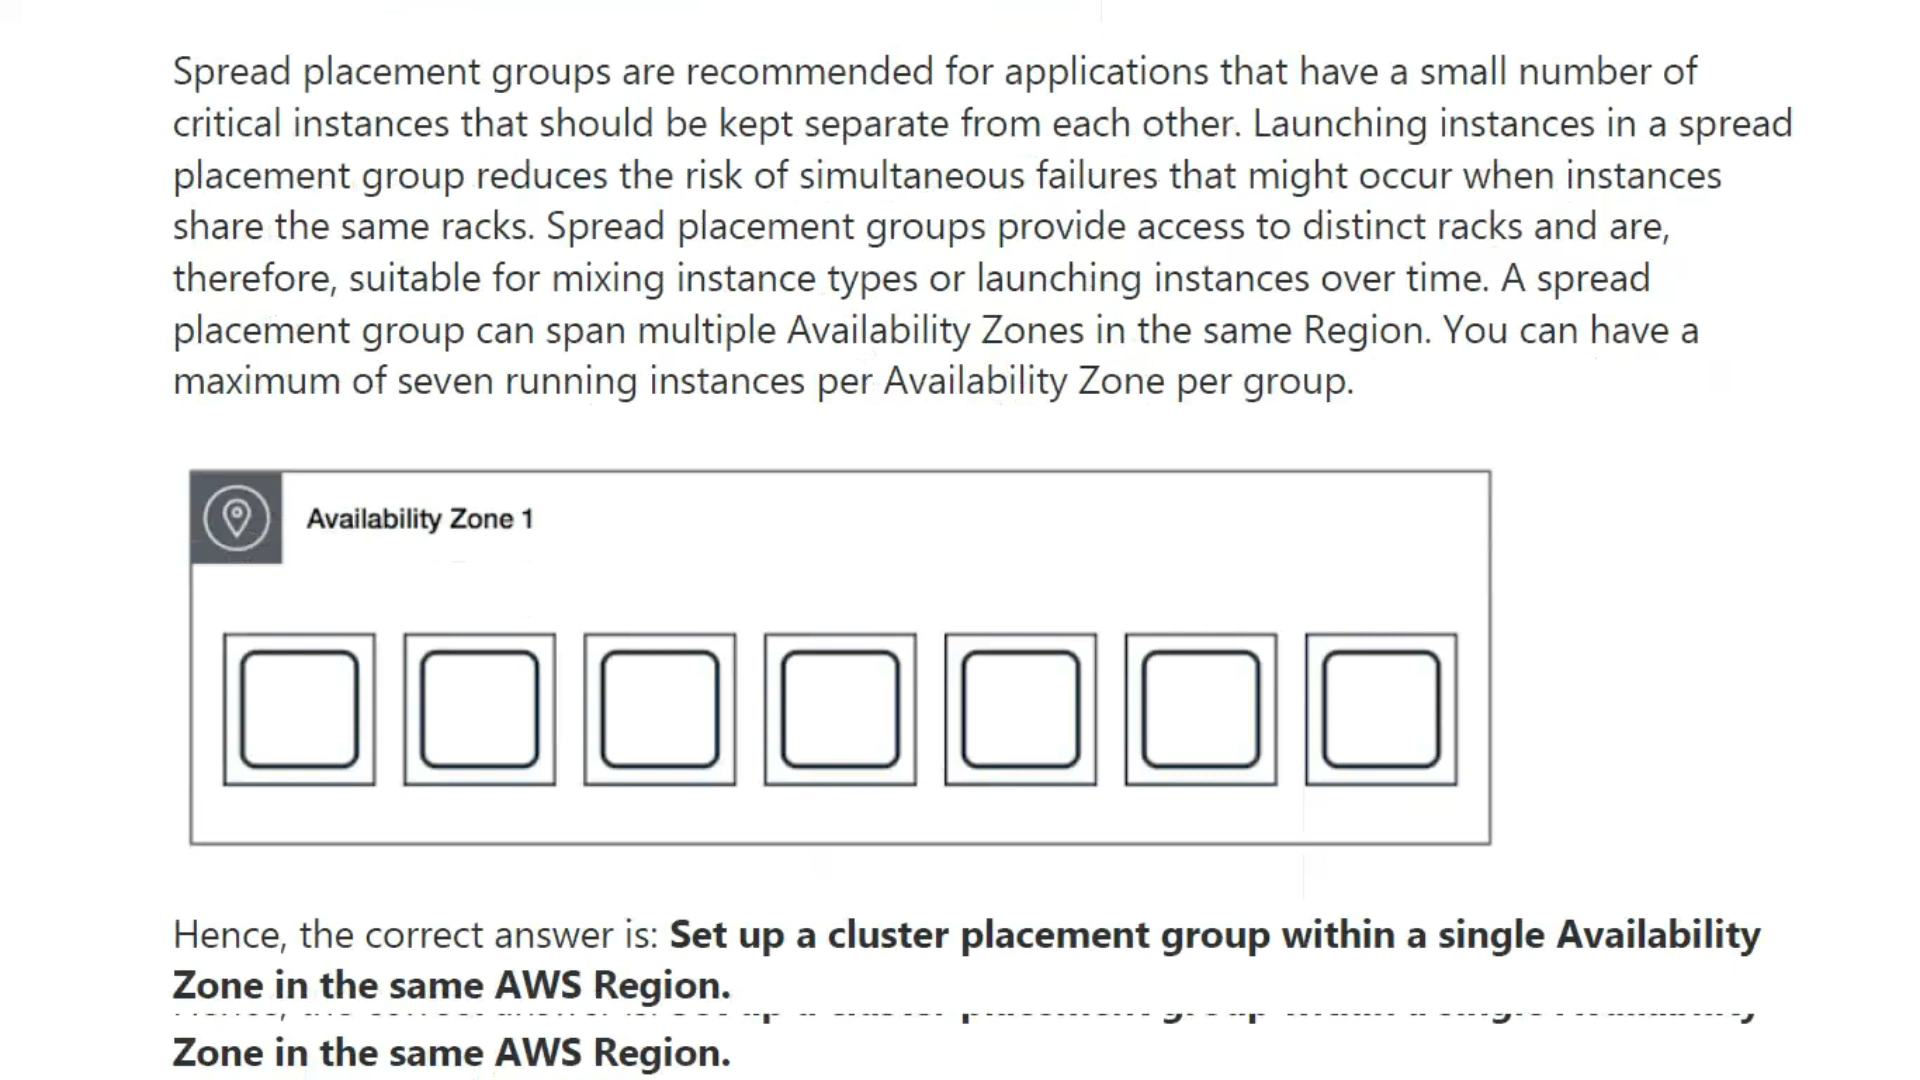 Spread placement groups are recommended for applications that have a small number of
critical instances that should be kept separate from each other. Launching instances in a spread
placement group reduces the risk of simultaneous failures that might occur when instances
share the same racks. Spread placement groups provide access to distinct racks and are,
therefore, suitable for mixing instance types or launching instances over time. A spread
placement group can span multiple Availability Zones in the same Region. You can have a
maximum of seven running instances per Availability Zone per group.
Availability Zone 1
Hence, the correct answer is: Set up a cluster placement group within a single Availability
Zone in the same AWS Region.
Zone in the same AWS Region.